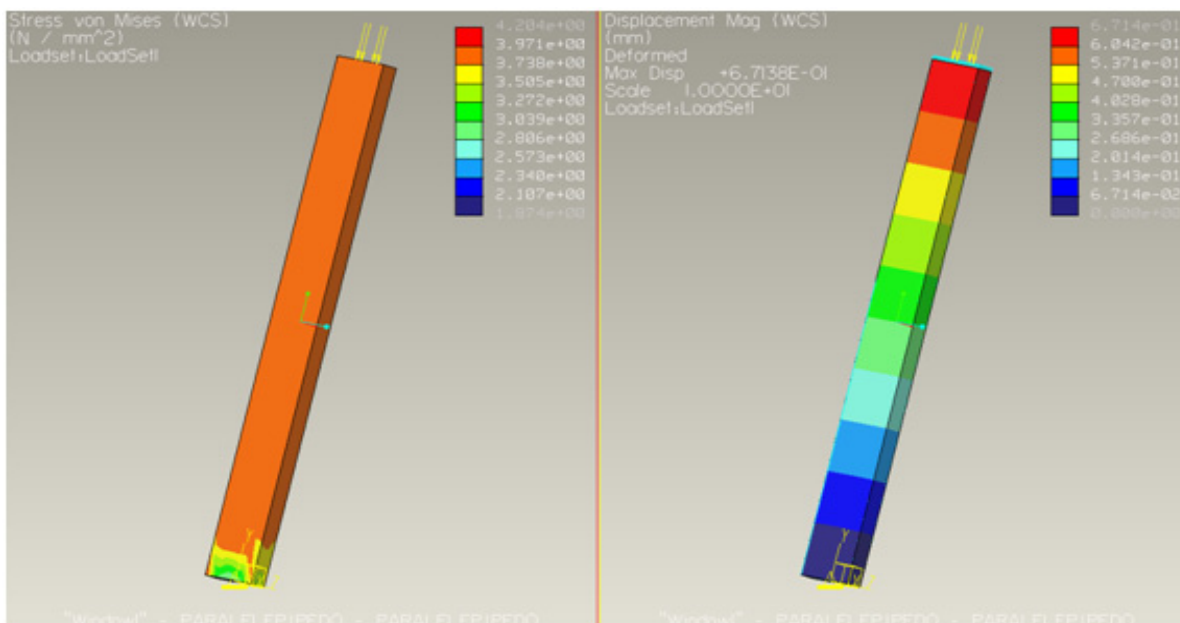 Stress von Mises (WCS)
(N / mm^2)
Loadset:LoadSet1
4.204e+00
3.971e+00
3.738e+00
3.505e+00
3.272e+00
3.039e+00
2.806e+00
2.573e+00
2.340e+00
2.107e+00
1.874e+00
Y
"Window1" - PARALELEPIPEDO - PARALELEPIPEDO
Displacement Mag (WCS)
(mm)
Deformed
Max Disp +6.7138E-01
Scale 1.0000E+01
Loadset:LoadSet1
6.714e-01
6.042e-01
5.371e-01
4.700e-01
4.028e-01
3.357e-01
2.686e-01
2.014e-01
1.343e-01
6.714e-02
0.000e+00
Y
"Window1" - PARALELEPIPEDO - PARALELEPIPEDO